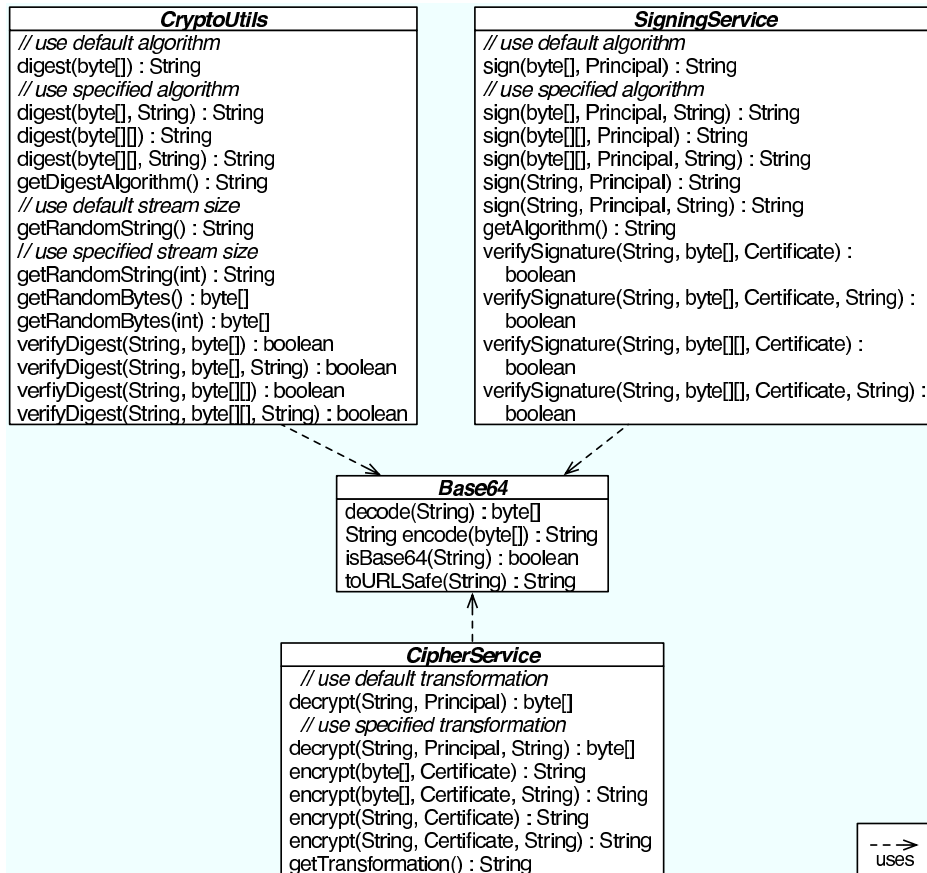 CryptoUtils
// use default algorithm
digest(byte[]) : String
// use specified algorithm
digest(byte[], String) : String
digest(byte[][]) : String
digest(byte[][], String) : String
getDigestAlgorithm() : String
// use default stream size
getRandomString() : String
// use specified stream size
getRandomString(int) : String
getRandomBytes() : byte[]
getRandomBytes(int) : byte[]
verifyDigest(String, byte[]) : boolean
verifyDigest(String, byte[], String) : boolean
verfiyDigest(String, byte[][]) : boolean
verifyDigest(String, byte[][], String) : boolean
SigningService
// use default algorithm
sign(byte[], Principal) : String
// use specified algorithm
sign(byte[], Principal, String) : String
sign(byte[][], Principal) : String
sign(byte[][], Principal, String) : String
sign(String, Principal) : String
sign(String, Principal, String) : String
getAlgorithm() : String
verifySignature(String, byte[], Certificate) :
boolean
verifySignature(String, byte[], Certificate, String) :
boolean
verifySignature(String, byte[][], Certificate) :
boolean
verifySignature(String, byte[][], Certificate, String) :
boolean
Base64
decode(String) : byte[]
String encode(byte[]) : String
isBase64(String) : boolean
toURLSafe(String) : String
CipherService
// use default transformation
decrypt(String, Principal) : byte[]
// use specified transformation
decrypt(String, Principal, String) : byte[]
encrypt(byte[], Certificate) : String
encrypt(byte[], Certificate, String) : String
encrypt(String, Certificate) : String
encrypt(String, Certificate, String) : String
getTransformation() : String
uses